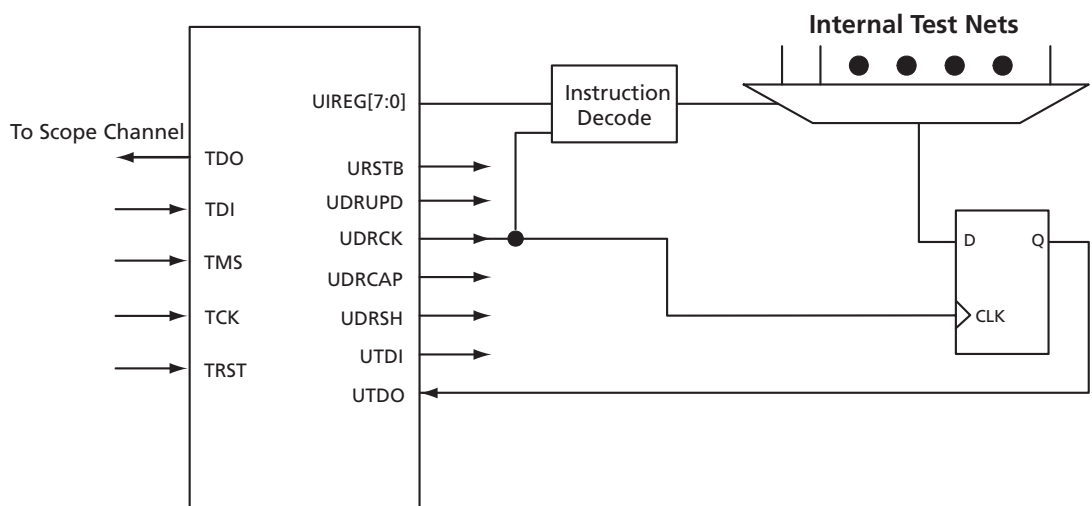 Internal Test Nets
UIREG[7:0]
Instruction
Decode
To Scope Channel
TDO
URSTB
TDI
UDRUPD
UDRCK
D
Q
TMS
UDRCAP
TCK
UDRSH
CLK
UTDI
TRST
UTDO